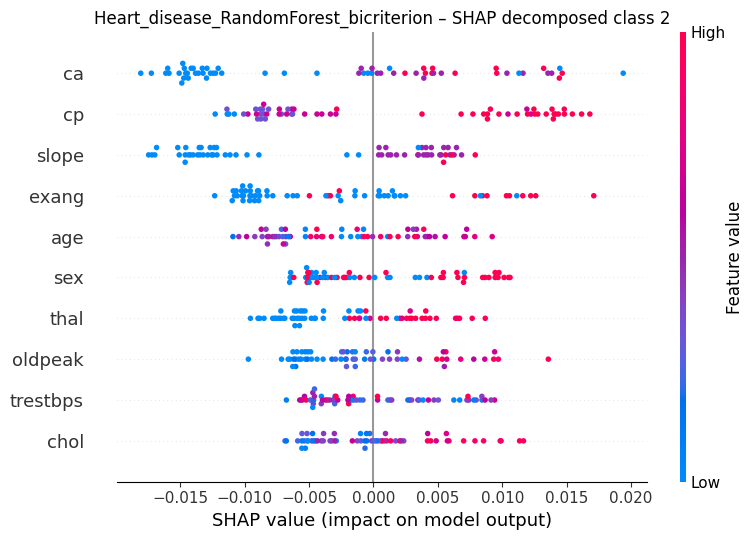 Heart_disease_RandomForest_bicriterion – SHAP decomposed class 2
High
ca
cp
slope
exang
age
sex
thal
oldpeak
trestbps
chol
Feature value
Low
−0.015 −0.010 −0.005 0.000 0.005 0.010 0.015 0.020
SHAP value (impact on model output)